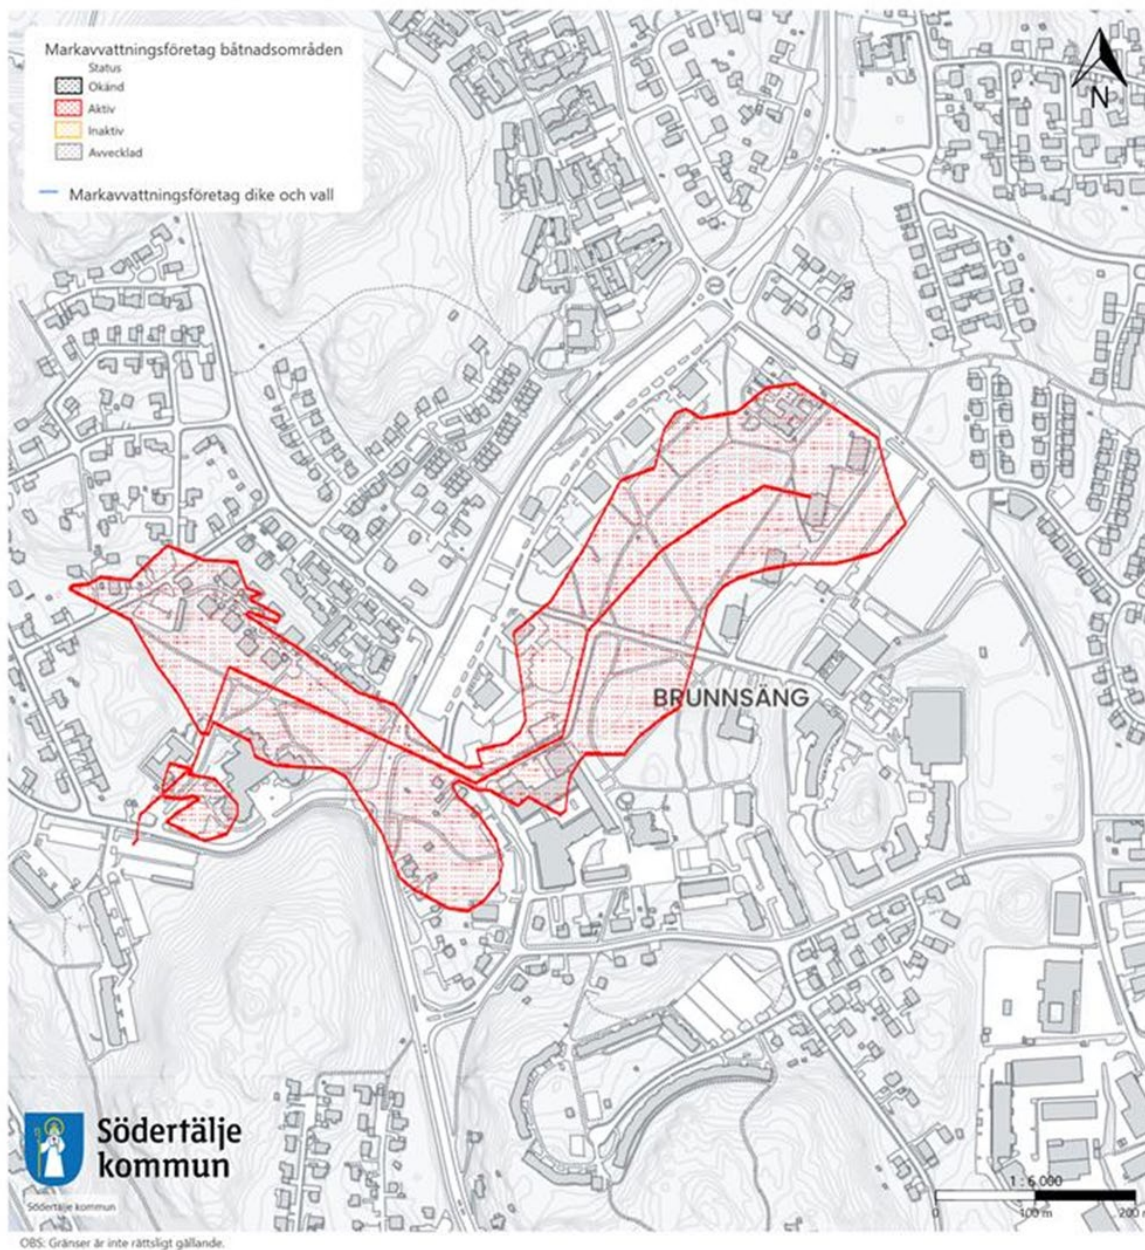 Markavvattningsföretag båtnadsområden
Status
Okänd
Aktiv
Inaktiv
Avvecklad
Markavvattningsföretag dike och vall
N
BRUNNSÄNG
Södertälje
kommun
Södertälje kommun
1 : 6 000
0 100 m 200 m
OBS: Gränser är inte rättsligt gällande.